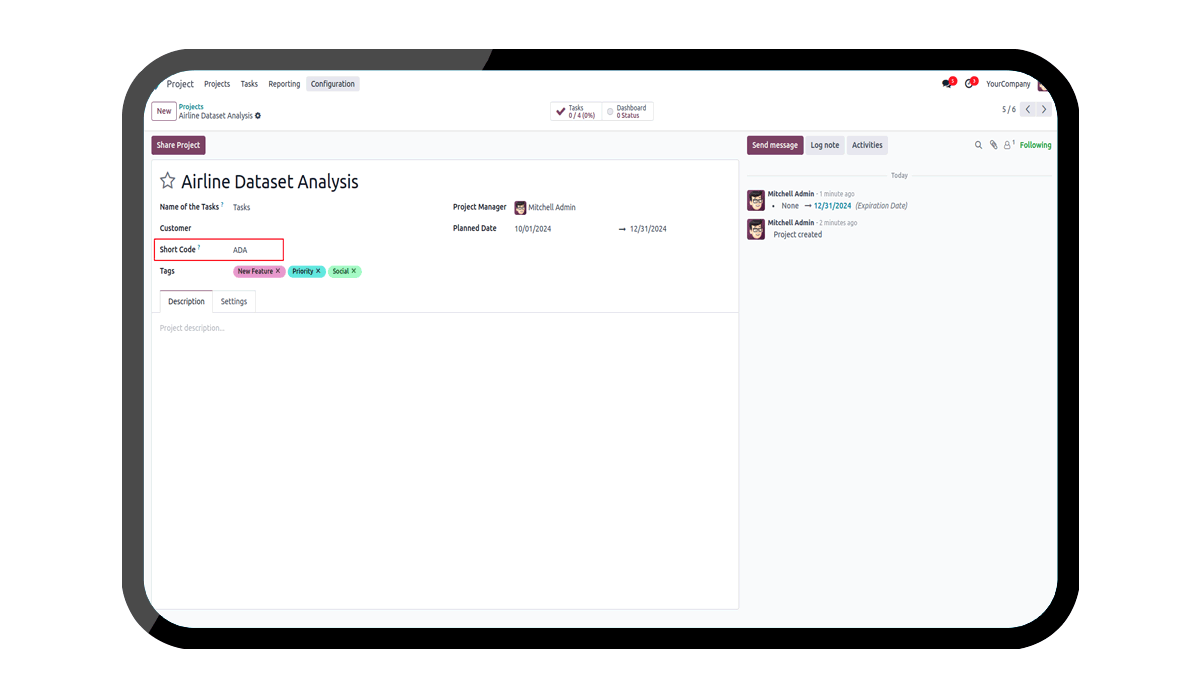 Project Projects Tasks Reporting Configuration 5 3 YourCompany
New Projects
Airline Dataset Analysis
Tasks
0 / 4 (0%)
Dashboard
0 Status
5 / 6
Share Project
Send message Log note Activities 1 Following
Airline Dataset Analysis
Name of the Tasks ? Tasks
Project Manager Mitchell Admin
Customer
Planned Date 10/01/2024 → 12/31/2024
Short Code ? ADA
Tags New Feature × Priority × Social ×
Description Settings
Project description...
Today
Mitchell Admin - 1 minute ago
• None → 12/31/2024 (Expiration Date)
Mitchell Admin - 2 minutes ago
Project created